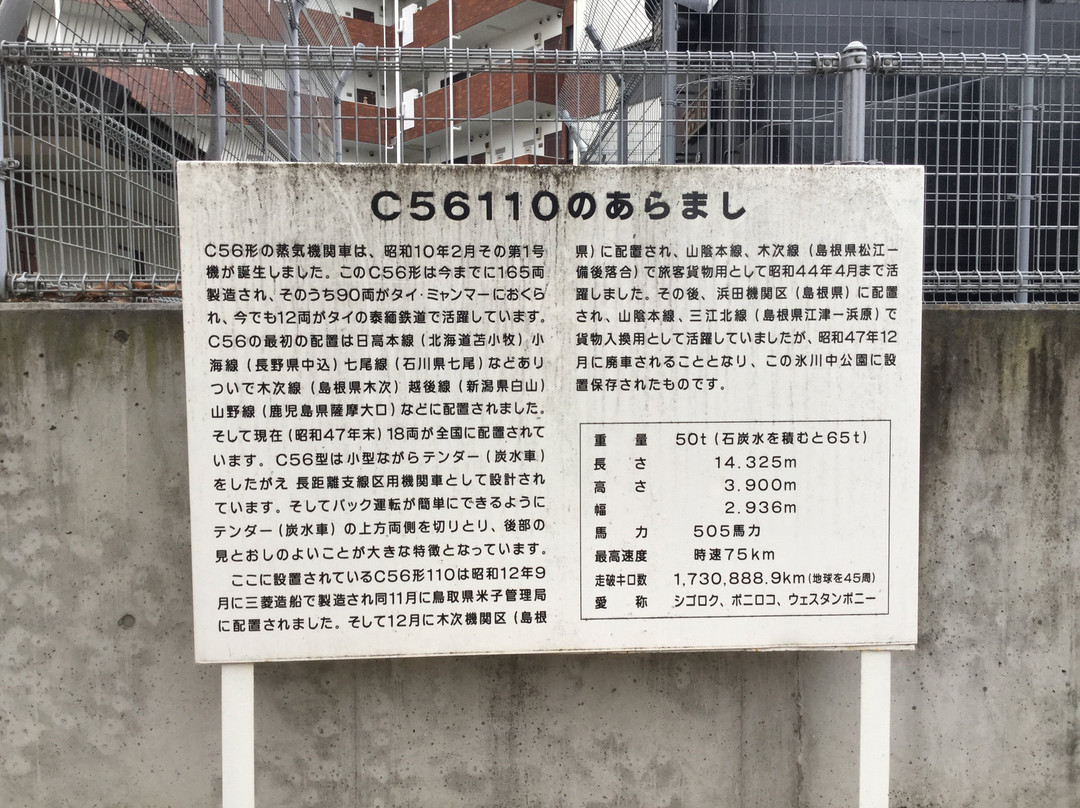 C56110のあらまし
C56形の蒸気機関車は、昭和10年2月その第1号
機が誕生しました。このC56形は今までに165両
製造され、そのうち90両がタイ・ミャンマーにおくら
れ、今でも12両がタイの泰緬鉄道で活躍しています。
C56の最初の配置は日高本線(北海道苫小牧)小
海線(長野県中込)七尾線(石川県七尾)などあり
ついで木次線(島根県木次)越後線(新潟県白山)
山野線(鹿児島県薩摩大口)などに配置されました。
そして現在(昭和47年末)18両が全国に配置されて
います。C56型は小型ながらテンダー(炭水車)
をしたがえ 長距離支線区用機関車として設計され
ています。そしてバック運転が簡単にできるように
テンダー(炭水車)の上方両側を切りとり、後部の
見とおしのよいことが大きな特徴となっています。
ここに設置されているC56形110は昭和12年9
月に三菱造船で製造され同11月に鳥取県米子管理局
に配置されました。そして12月に木次機関区(島根
県)に配置され、山陰本線、木次線(島根県松江ー
備後落合)で旅客貨物用として昭和44年4月まで活
躍しました。その後、浜田機関区(島根県)に配置
され、山陰本線、三江北線(島根県江津ー浜原)で
貨物入換用として活躍していましたが、昭和47年12
月に廃車されることとなり、この氷川中公園に設
置保存されたものです。
重量 50t(石炭水を積むと65t)
長さ 14.325m
高さ 3.900m
幅 2.936m
馬力 505馬力
最高速度 時速75km
走破キロ数 1,730,888.9km(地球を45周)
愛称 シゴロク、ポニロコ、ウェスタンポニー